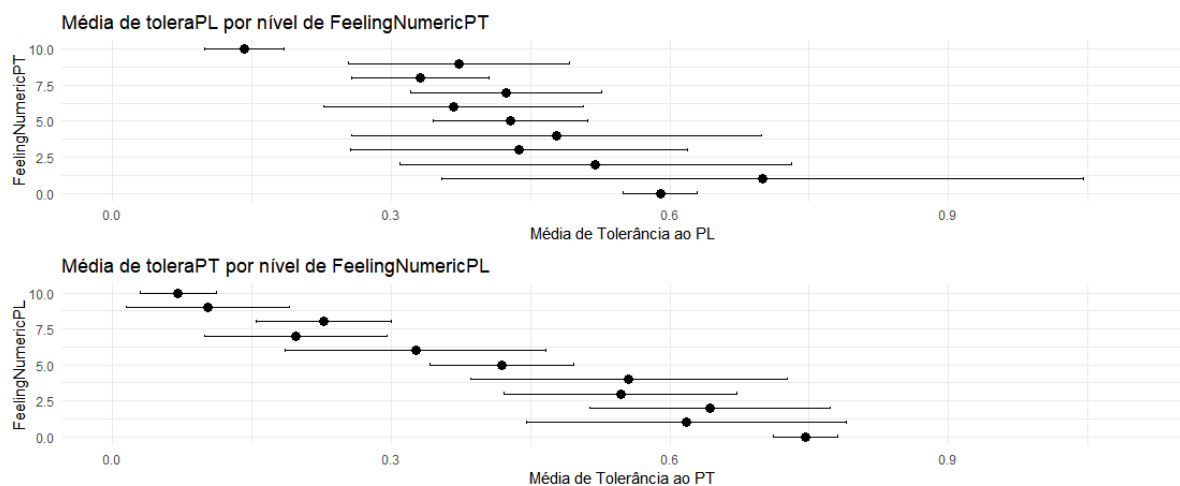 Média de toleraPL por nível de FeelingNumericPT
FeelingNumericPT
10.0
7.5
5.0
2.5
0.0
0.0 0.3 0.6 0.9
Média de Tolerância ao PL
Média de toleraPT por nível de FeelingNumericPL
FeelingNumericPL
10.0
7.5
5.0
2.5
0.0
0.0 0.3 0.6 0.9
Média de Tolerância ao PT